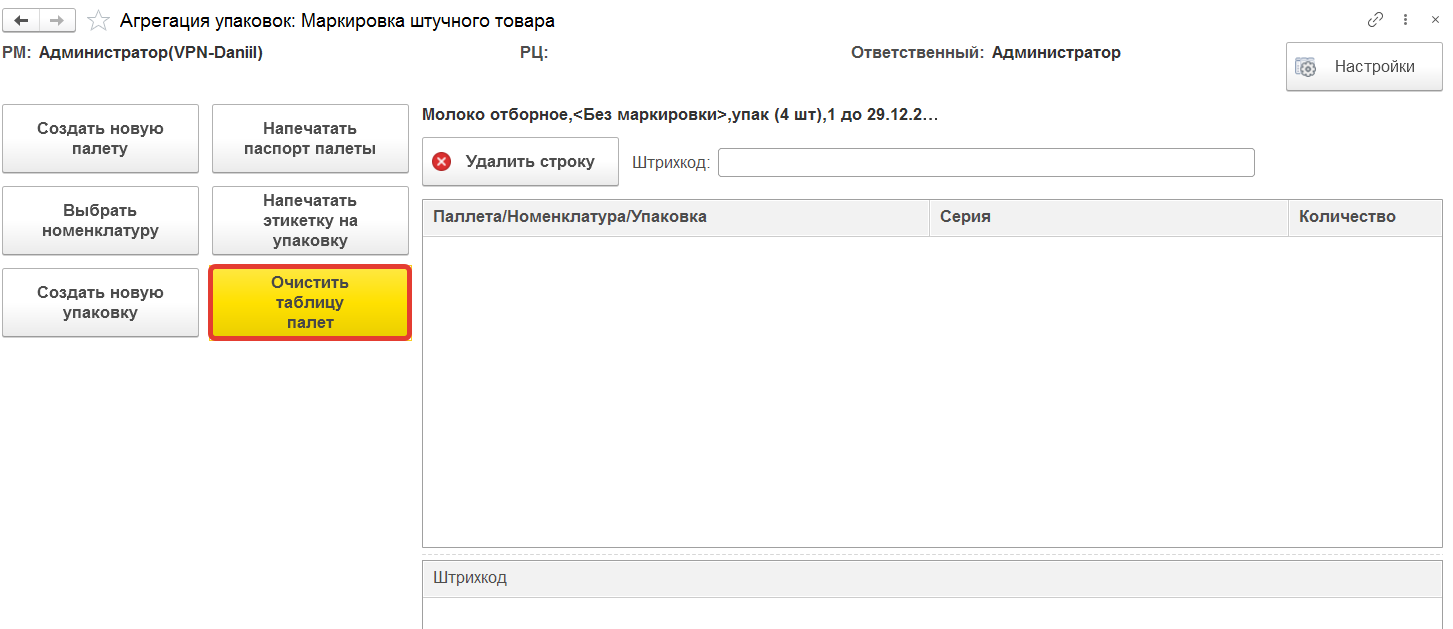 Агрегация упаковок: Маркировка штучного товара
РМ: Администратор(VPN-Daniil)
РЦ:
Ответственный: Администратор
Настройки
Создать новую
палету
Напечатать
паспорт палеты
Выбрать
номенклатуру
Напечатать
этикетку на
упаковку
Создать новую
упаковку
Очистить
таблицу
палет
Молоко отборное,<Без маркировки>,упак (4 шт),1 до 29.12.2...
Удалить строку
Штрихкод:
Паллета/Номенклатура/Упаковка
Серия
Количество
Штрихкод